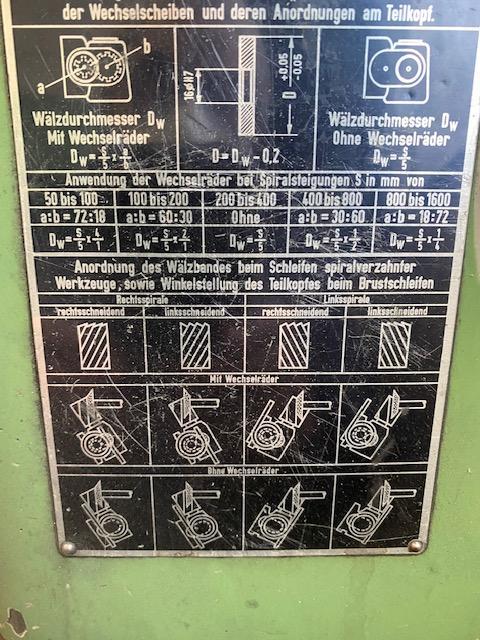 der Wechselscheiben und deren Anordnungen am Teilkopf.
a b
Wälzdurchmesser Dw
Mit Wechselräder
Dw = S/5 x
16⌀H7
D +0,05 -0,05
D = Dw - 0,2
Wälzdurchmesser Dw
Ohne Wechselräder
Dw = S/5
Anwendung der Wechselräder bei Spiralsteigungen S in mm von
50 bis 100 100 bis 200 200 bis 400 400 bis 800 800 bis 1600
a:b = 72:18 a:b = 60:30 Ohne a:b = 30:60 a:b = 18:72
Dw = S/5 x 4/1 Dw = S/5 x 2/1 Dw = S/5 Dw = S/5 x 1/2 Dw = S/5 x 1/4
Anordnung des Wälzbandes beim Schleifen spiralverzahnter
Werkzeuge, sowie Winkelstellung des Teilkopfes beim Brustschleifen
Rechtsspirale Linksspirale
rechtsschneidend linksschneidend rechtsschneidend linksschneidend
Mit Wechselräder
Ohne Wechselräder